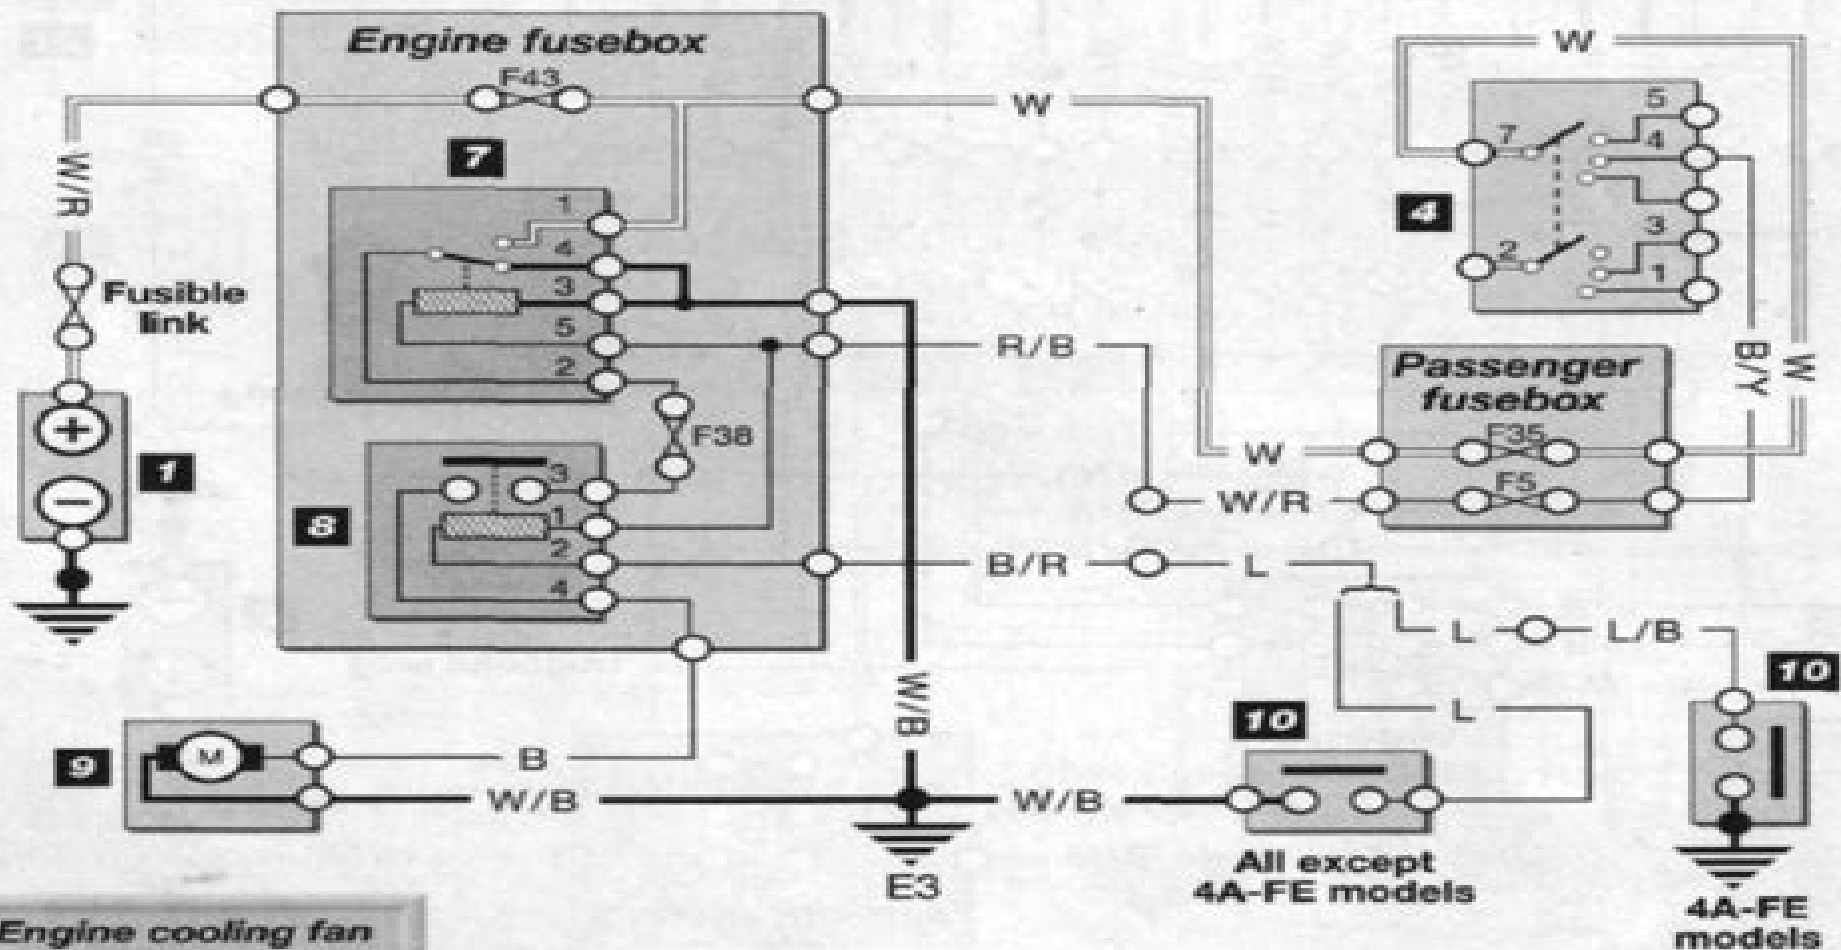 Engine fusebox
F43
W
W
W/R
7
1
4
3
5
2
Fusible
link
+
−
1
F38
8
3
1
2
4
R/B
W
W/R
B/R
L
5
7
4
4
3
2
1
B/Y
W
Passenger
fusebox
F35
F5
L
L/B
L
10
10
W/B
9
M
B
W/B
W/B
E3
All except
4A-FE models
4A-FE
models
Engine cooling fan